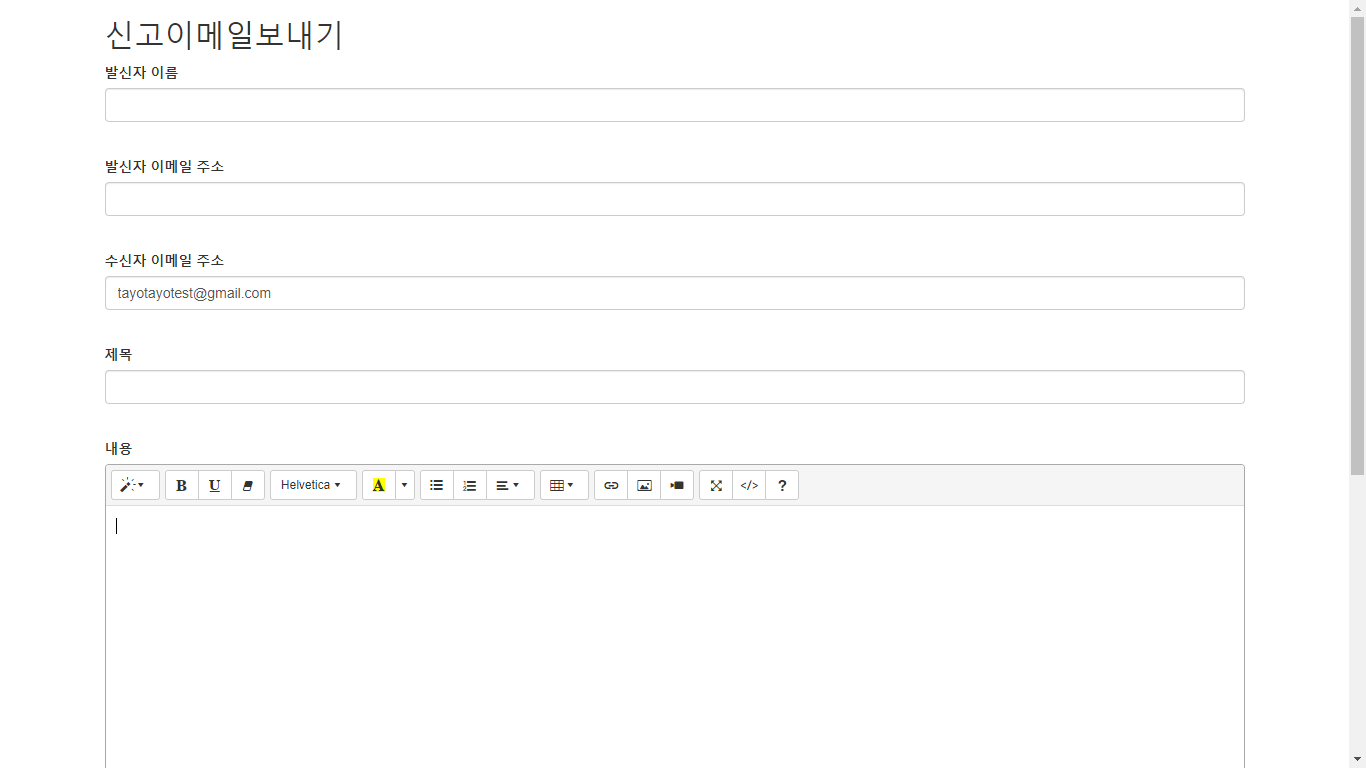 신고이메일보내기
발신자 이름
발신자 이메일 주소
수신자 이메일 주소
tayotayotest@gmail.com
제목
내용
B U Helvetica A </> ?